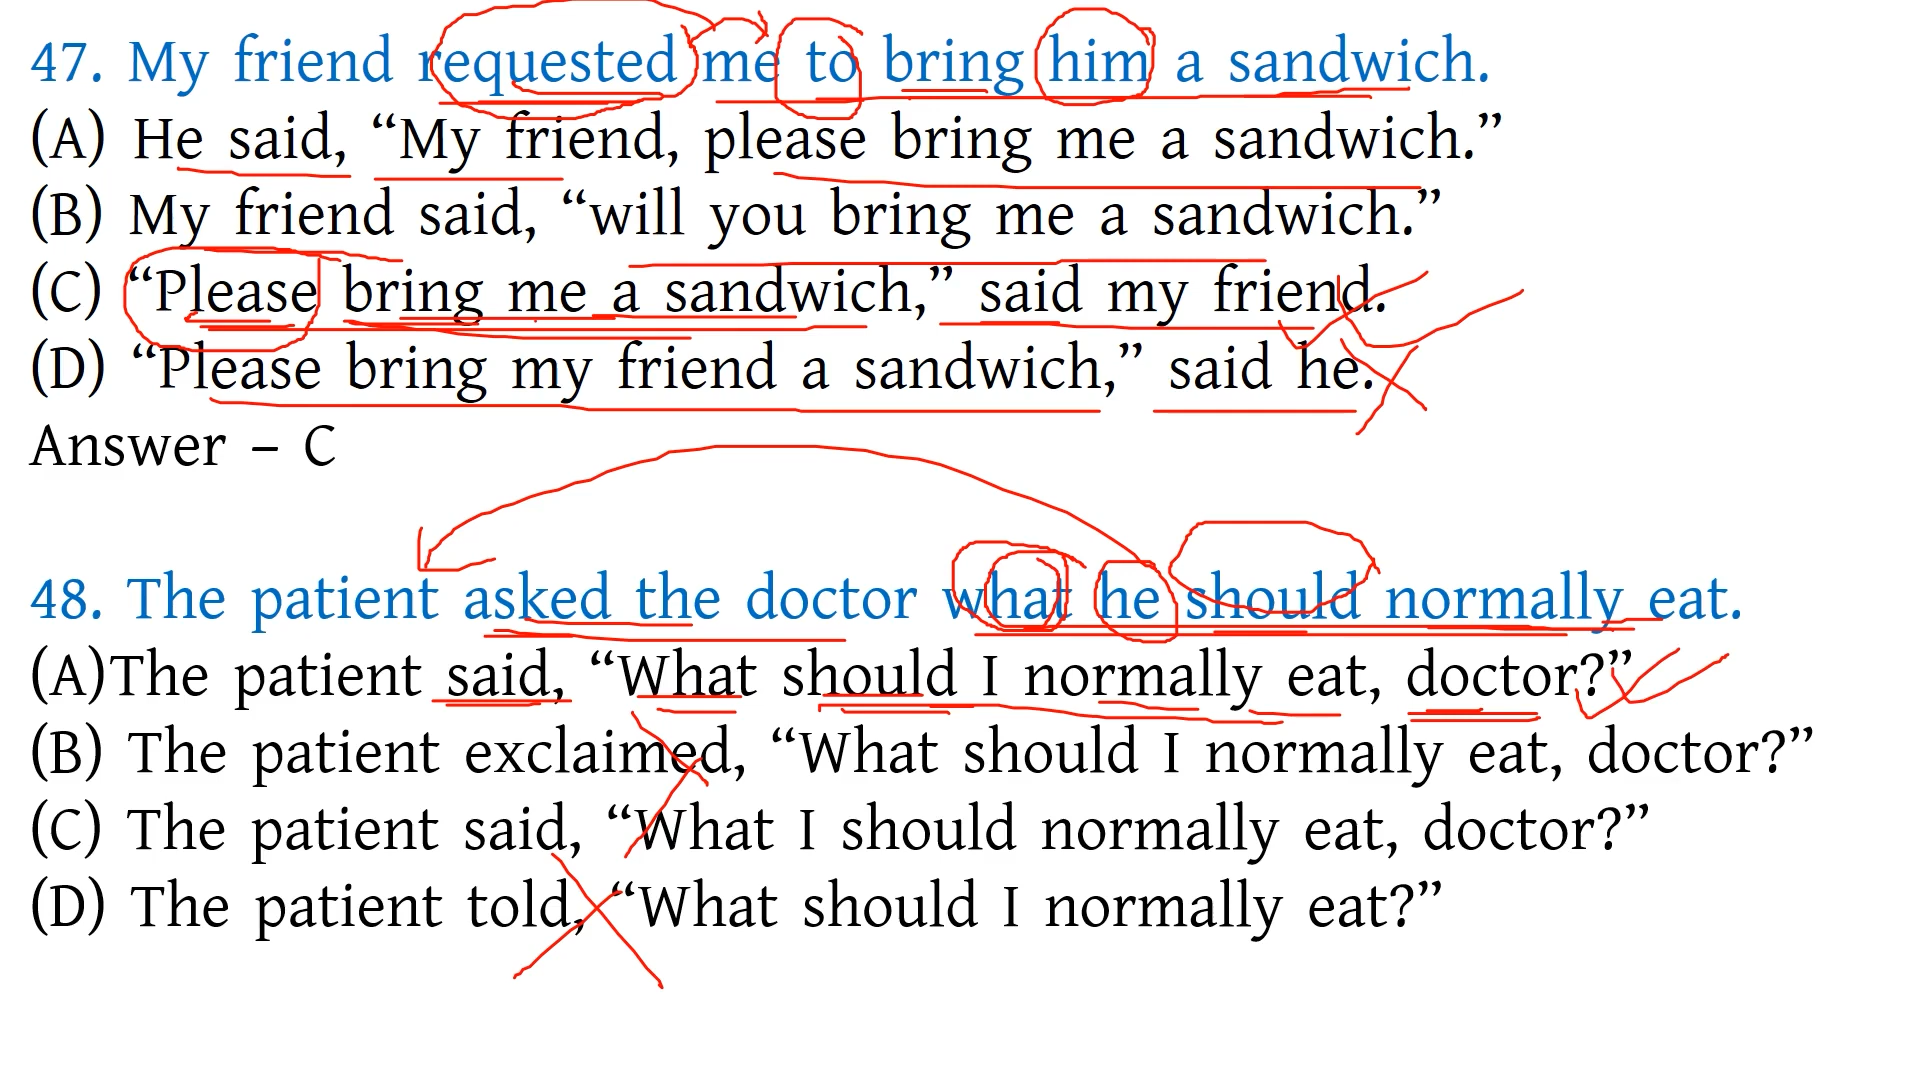 47. My friend requested me to bring him a sandwich.
(A) He said, “My friend, please bring me a sandwich.”
(B) My friend said, “will you bring me a sandwich.”
(C) “Please bring me a sandwich,” said my friend.
(D) “Please bring my friend a sandwich,” said he.
Answer – C
48. The patient asked the doctor what he should normally eat.
(A)The patient said, “What should I normally eat, doctor?”
(B) The patient exclaimed, “What should I normally eat, doctor?”
(C) The patient said, “What I should normally eat, doctor?”
(D) The patient told, “What should I normally eat?”